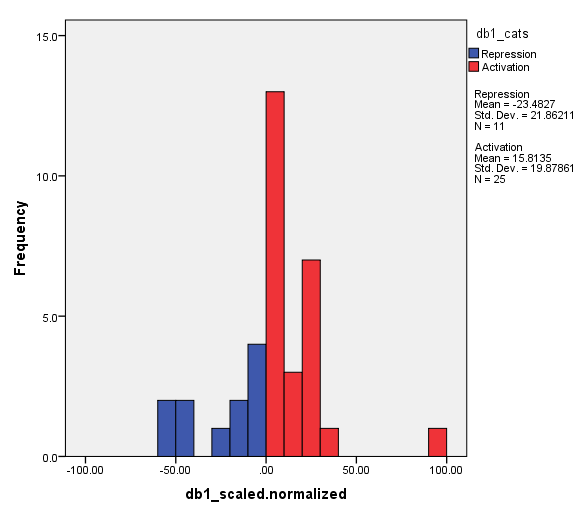 db1_cats
Repression
Activation
Repression
Mean = -23.4827
Std. Dev. = 21.86211
N = 11
Activation
Mean = 15.8135
Std. Dev. = 19.87861
N = 25
Frequency
15.0
10.0
5.0
0.0
-100.00 -50.00 .00 50.00 100.00
db1_scaled.normalized